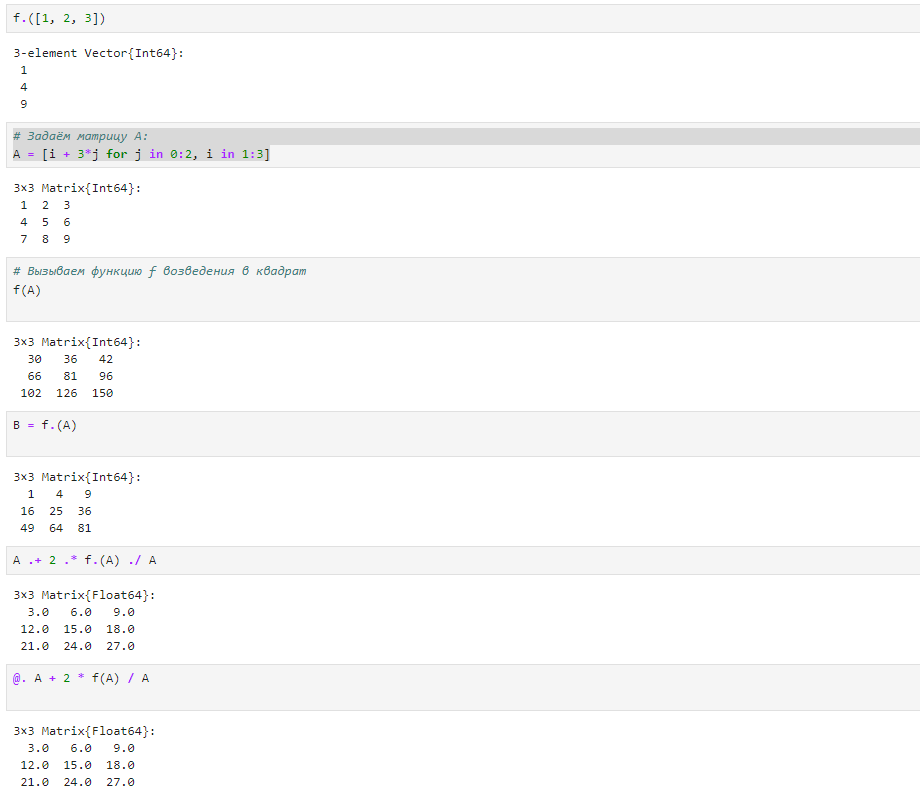 f.([1, 2, 3])
3-element Vector{Int64}:
1
4
9
# Задаём матрицу A:
A = [i + 3*j for j in 0:2, i in 1:3]
3×3 Matrix{Int64}:
1 2 3
4 5 6
7 8 9
# Вызываем функцию f возведения в квадрат
f(A)
3×3 Matrix{Int64}:
30 36 42
66 81 96
102 126 150
B = f.(A)
3×3 Matrix{Int64}:
1 4 9
16 25 36
49 64 81
A .+ 2 .* f.(A) ./ A
3×3 Matrix{Float64}:
3.0 6.0 9.0
12.0 15.0 18.0
21.0 24.0 27.0
@. A + 2 * f(A) / A
3×3 Matrix{Float64}:
3.0 6.0 9.0
12.0 15.0 18.0
21.0 24.0 27.0